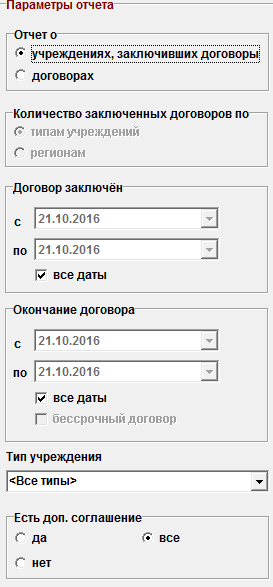 Параметры отчета
Отчет о
учреждениях, заключивших договоры
договорах
Количество заключенных договоров по
типам учреждений
регионам
Договор заключён
с 21.10.2016
по 21.10.2016
все даты
Окончание договора
с 21.10.2016
по 21.10.2016
все даты
бессрочный договор
Тип учреждения
<Все типы>
Есть доп. соглашение
да все
нет